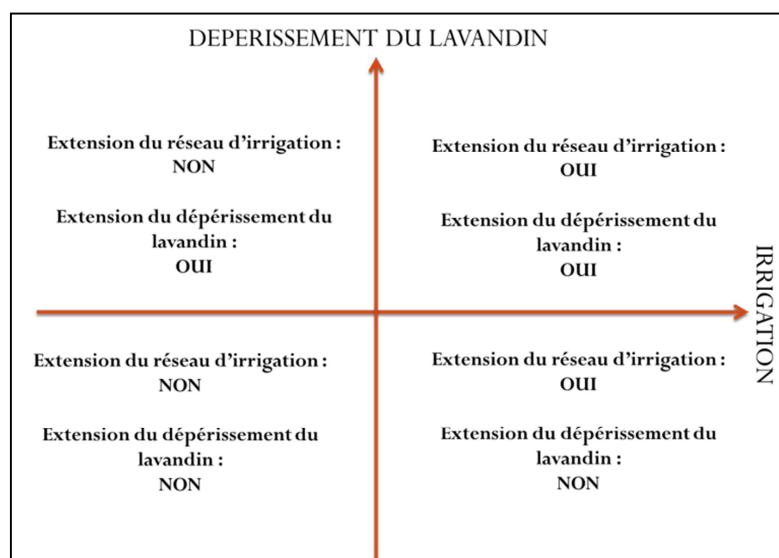 DEPERISSEMENT DU LAVANDIN
Extension du réseau d’irrigation :
NON
Extension du dépérissement du
lavandin :
OUI
Extension du réseau d’irrigation :
OUI
Extension du dépérissement du
lavandin :
OUI
IRRIGATION
Extension du réseau d’irrigation :
NON
Extension du dépérissement du
lavandin :
NON
Extension du réseau d’irrigation :
OUI
Extension du dépérissement du
lavandin :
NON